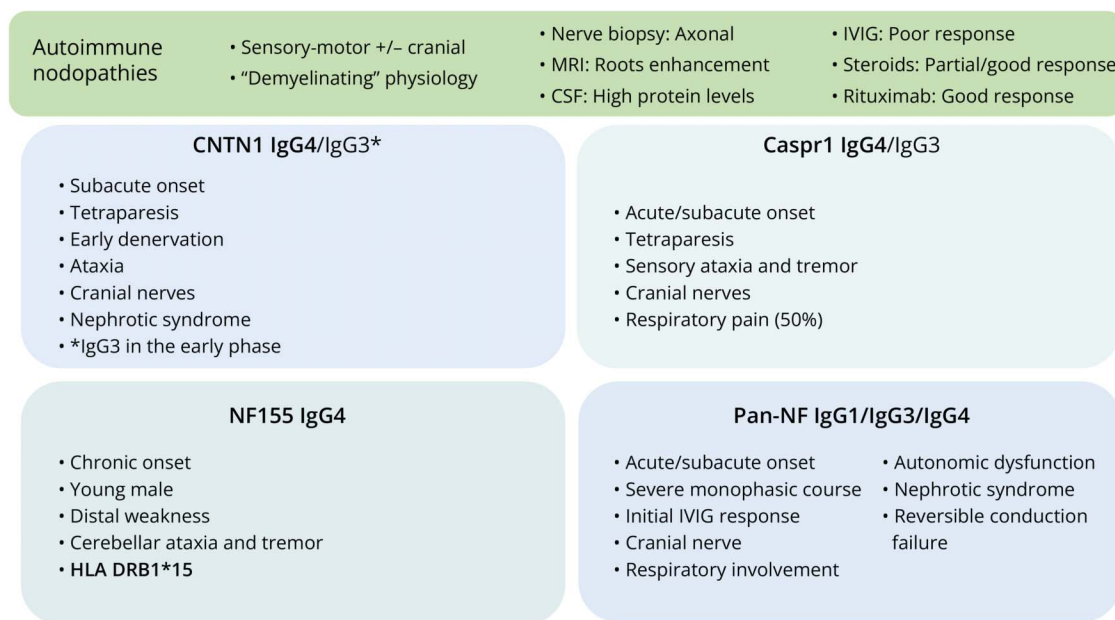 Autoimmune
nodopathies
• Sensory-motor +/– cranial
• “Demyelinating” physiology
• Nerve biopsy: Axonal
• MRI: Roots enhancement
• CSF: High protein levels
• IVIG: Poor response
• Steroids: Partial/good response
• Rituximab: Good response
CNTN1 IgG4/IgG3*
• Subacute onset
• Tetraparesis
• Early denervation
• Ataxia
• Cranial nerves
• Nephrotic syndrome
• *IgG3 in the early phase
Caspr1 IgG4/IgG3
• Acute/subacute onset
• Tetraparesis
• Sensory ataxia and tremor
• Cranial nerves
• Respiratory pain (50%)
NF155 IgG4
• Chronic onset
• Young male
• Distal weakness
• Cerebellar ataxia and tremor
• HLA DRB1*15
Pan-NF IgG1/IgG3/IgG4
• Acute/subacute onset
• Severe monophasic course
• Initial IVIG response
• Cranial nerve
• Respiratory involvement
• Autonomic dysfunction
• Nephrotic syndrome
• Reversible conduction
failure